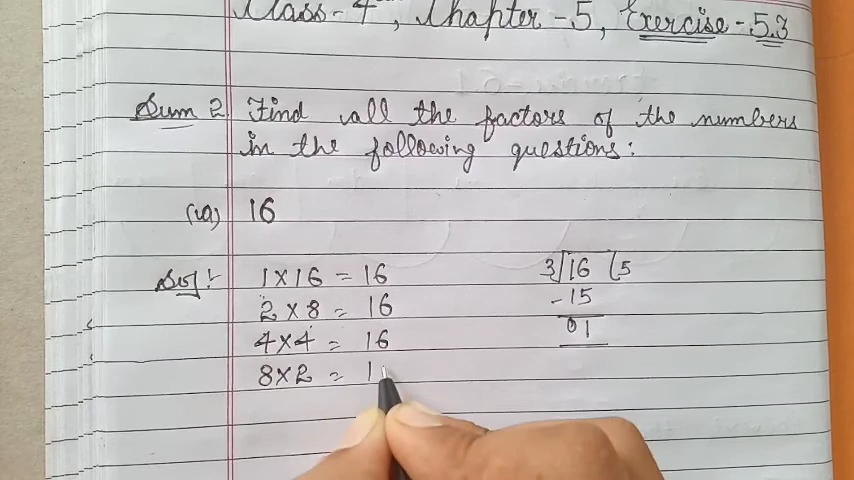 Class-4, Chapter-5, Exercise-5.3
Sum 2. Find all the factors of the numbers
in the following questions:
(a) 16
Sol:- 1×16 = 16
2×8 = 16
4×4 = 16
8×2 = 1
3)16(5
-15
01